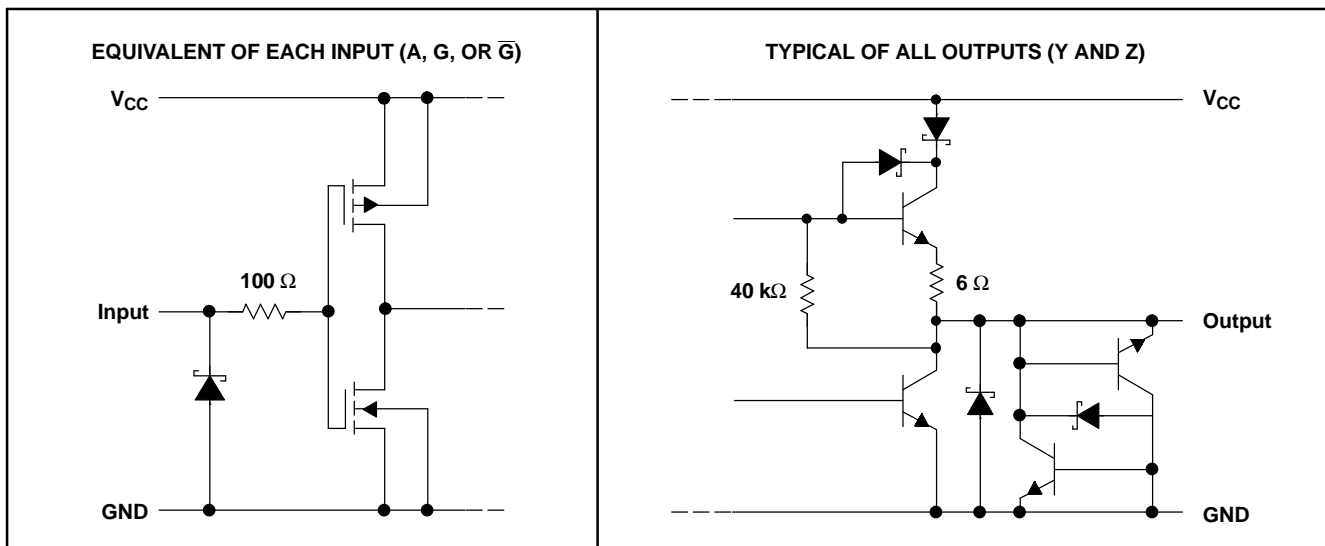 EQUIVALENT OF EACH INPUT (A, G, OR G̅)
VCC
100 Ω
Input
GND
TYPICAL OF ALL OUTPUTS (Y AND Z)
VCC
40 kΩ
6 Ω
Output
GND